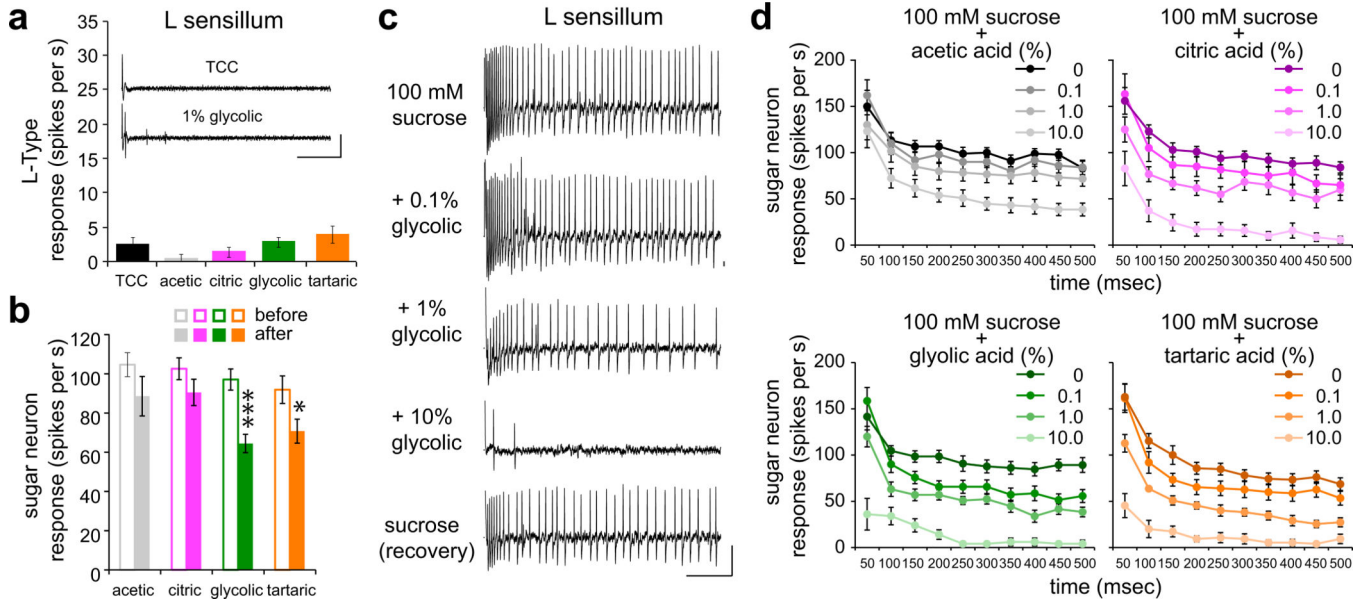 a
L sensillum
L-Type
response (spikes per s)
35
30
25
20
15
10
5
0
TCC
1% glycolic
TCC acetic citric glycolic tartaric
b
sugar neuron
response (spikes per s)
120
100
80
60
40
20
0
before
after
***
*
acetic citric glycolic tartaric
c
L sensillum
100 mM
sucrose
+ 0.1%
glycolic
+ 1%
glycolic
+ 10%
glycolic
sucrose
(recovery)
d
100 mM sucrose
+
acetic acid (%)
0
0.1
1.0
10.0
sugar neuron
response (spikes per s)
200
150
100
50
0
50 100 150 200 250 300 350 400 450 500
100 mM sucrose
+
citric acid (%)
0
0.1
1.0
10.0
50 100 150 200 250 300 350 400 450 500
time (msec)
100 mM sucrose
+
glyolic acid (%)
0
0.1
1.0
10.0
sugar neuron
response (spikes per s)
200
150
100
50
0
50 100 150 200 250 300 350 400 450 500
100 mM sucrose
+
tartaric acid (%)
0
0.1
1.0
10.0
50 100 150 200 250 300 350 400 450 500
time (msec)